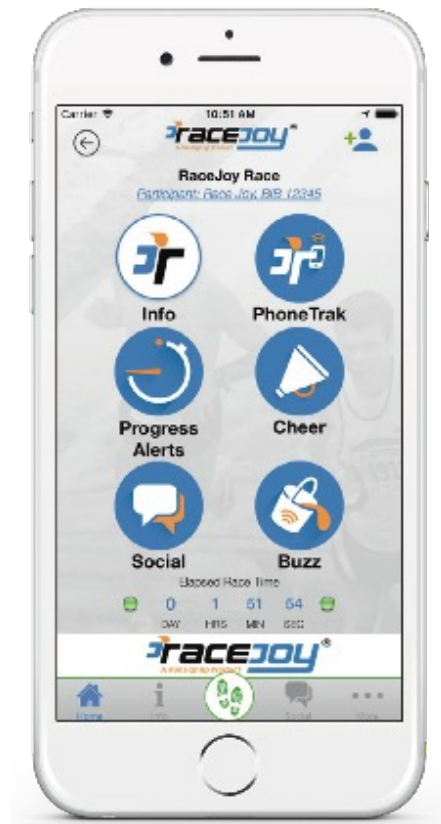 Carrier 10:51 AM
racejoy®
RaceJoy Race
Participant: Race Joy, BIB 12345
Info PhoneTrak
Progress Alerts Cheer
Social Buzz
Elapsed Race Time
0 1 51 54
DAY HRS MIN SEC
racejoy®
Home Info Social More